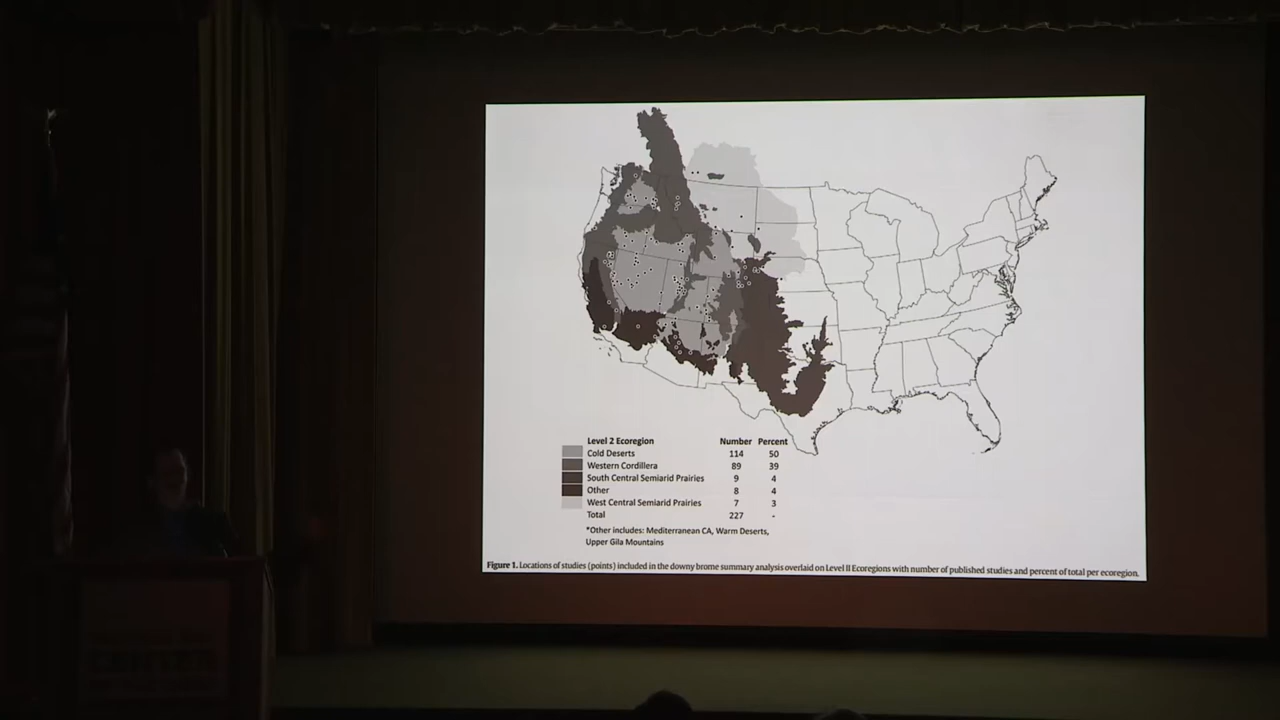 Level 2 Ecoregion Number Percent
Cold Deserts 114 50
Western Cordillera 89 39
South Central Semiarid Prairies 9 4
Other 8 4
West Central Semiarid Prairies 7 3
Total 227 -
*Other includes: Mediterranean CA, Warm Deserts,
Upper Gila Mountains
Figure 1. Locations of studies (points) included in the downy brome summary analysis overlaid on Level II Ecoregions with number of published studies and percent of total per ecoregion.
CENTER